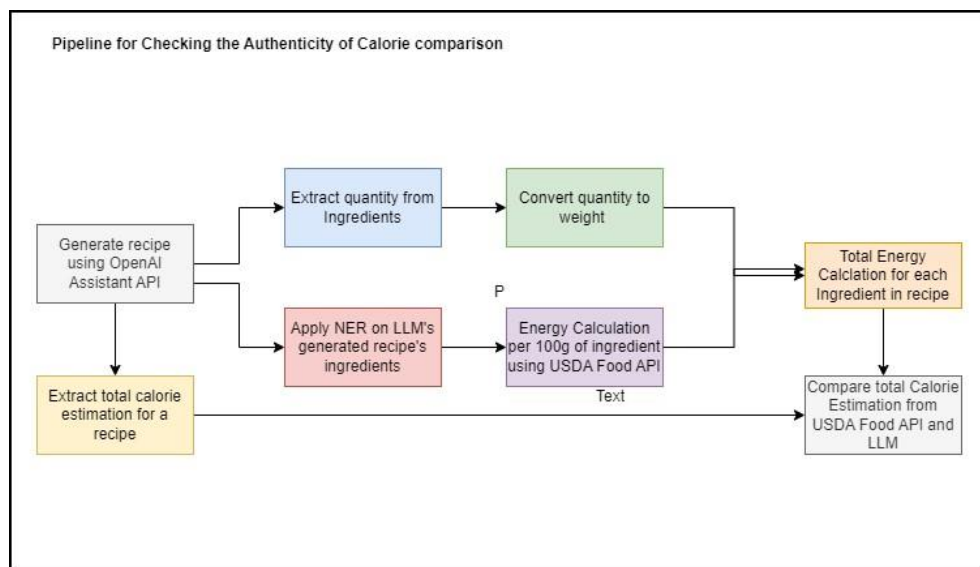 Pipeline for Checking the Authenticity of Calorie comparison
Extract quantity from
Ingredients
Convert quantity to
weight
Generate recipe
using OpenAI
Assistant API
Total Energy
Calclation for each
Ingredient in recipe
P
Apply NER on LLM's
generated recipe's
ingredients
Energy Calculation
per 100g of ingredient
using USDA Food API
Text
Extract total calorie
estimation for a
recipe
Compare total Calorie
Estimation from
USDA Food API and
LLM